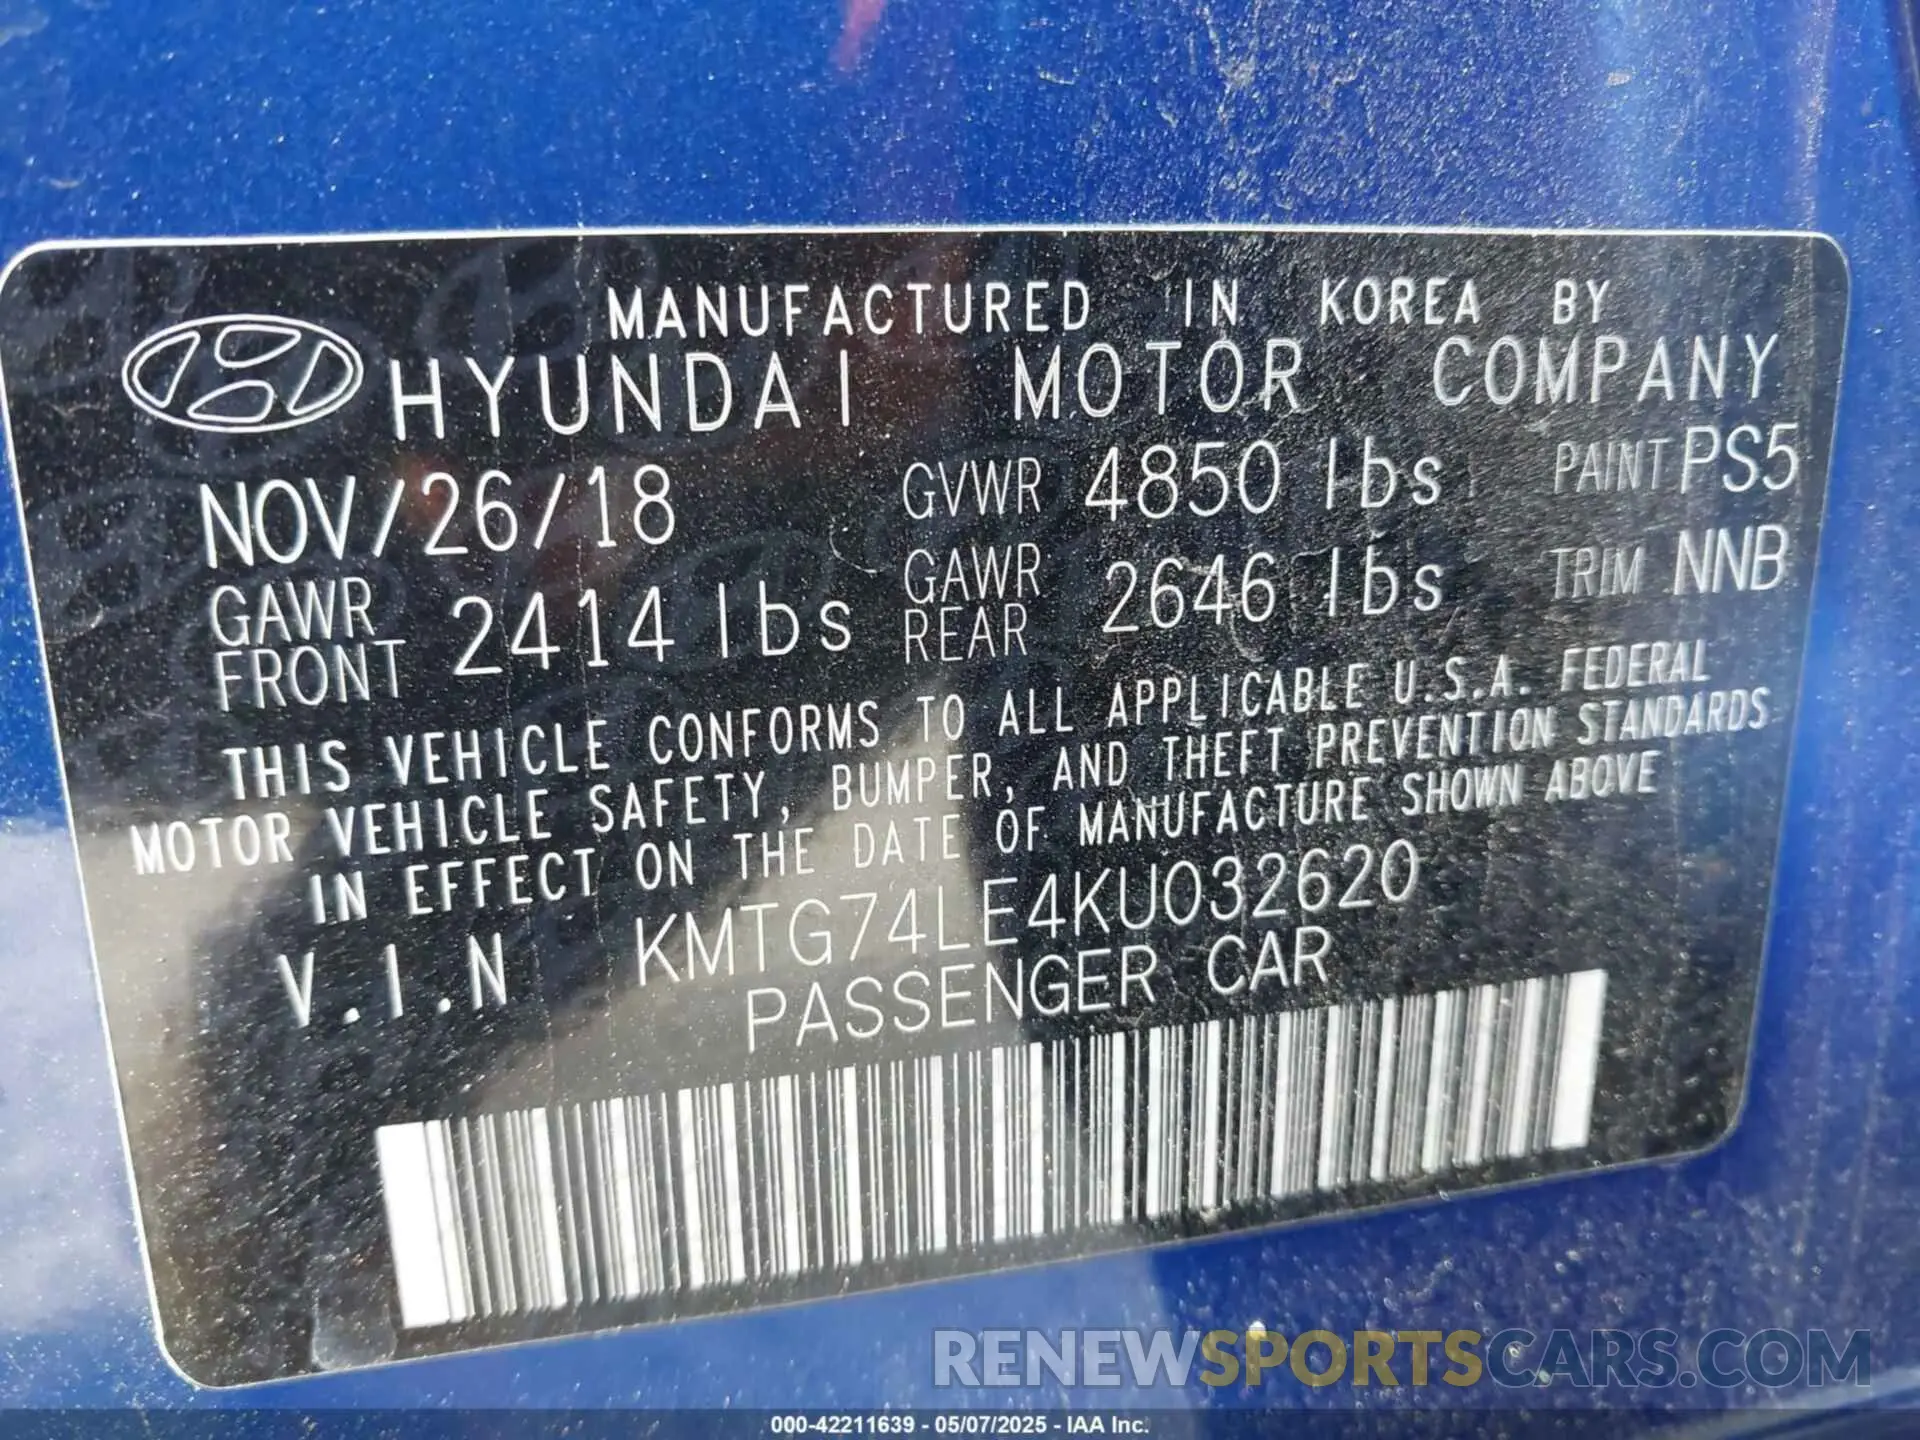 MANUFACTURED IN KOREA BY
HYUNDAI MOTOR COMPANY
NOV/26/18 GVWR 4850 lbs PAINT PS5
GAWR FRONT 2414 lbs GAWR REAR 2646 lbs TRIM NNB
THIS VEHICLE CONFORMS TO ALL APPLICABLE U.S.A. FEDERAL
MOTOR VEHICLE SAFETY, BUMPER, AND THEFT PREVENTION STANDARDS
IN EFFECT ON THE DATE OF MANUFACTURE SHOWN ABOVE
V.I.N KMTG74LE4KU032620
PASSENGER CAR
RENEWSPORTSCARS.COM
000-42211639 - 05/07/2025 - IAA Inc.